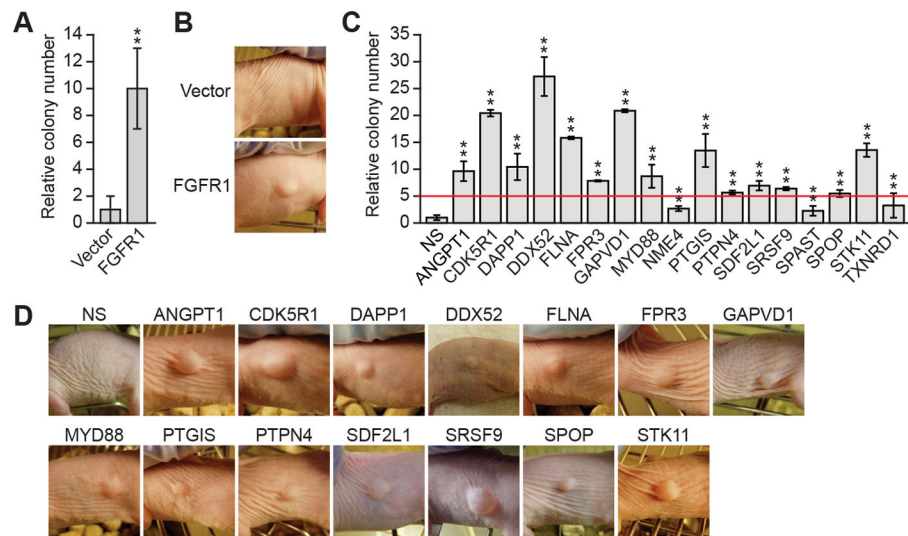 A
Relative colony number
14
12
10
8
6
4
2
0
**
Vector
FGFR1
B
Vector
FGFR1
C
Relative colony number
35
30
25
20
15
10
5
0
** ** ** ** ** ** ** ** ** ** ** ** ** ** ** ** **
NS
ANGPT1
CDK5R1
DAPP1
DDX52
FLNA
FPR3
GAPVD1
MYD88
NME4
PTGIS
PTPN4
SDF2L1
SRSF9
SPAST
SPOP
STK11
TXNRD1
D
NS ANGPT1 CDK5R1 DAPP1 DDX52 FLNA FPR3 GAPVD1
MYD88 PTGIS PTPN4 SDF2L1 SRSF9 SPOP STK11